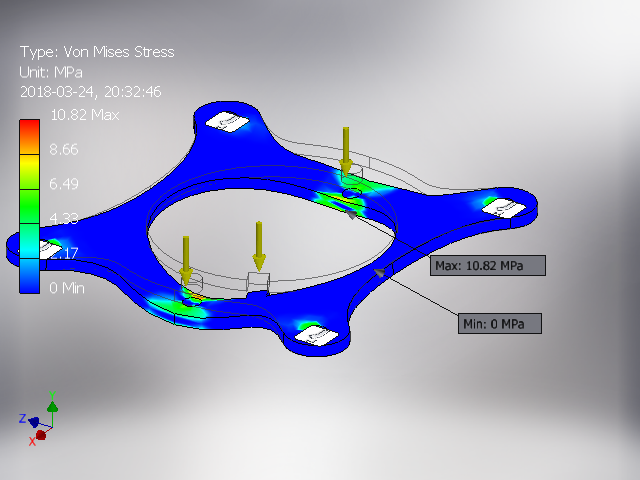 Type: Von Mises Stress
Unit: MPa
2018-03-24, 20:32:46
10.82 Max
8.66
6.49
4.33
2.17
0 Min
Max: 10.82 MPa
Min: 0 MPa
Y
Z
X